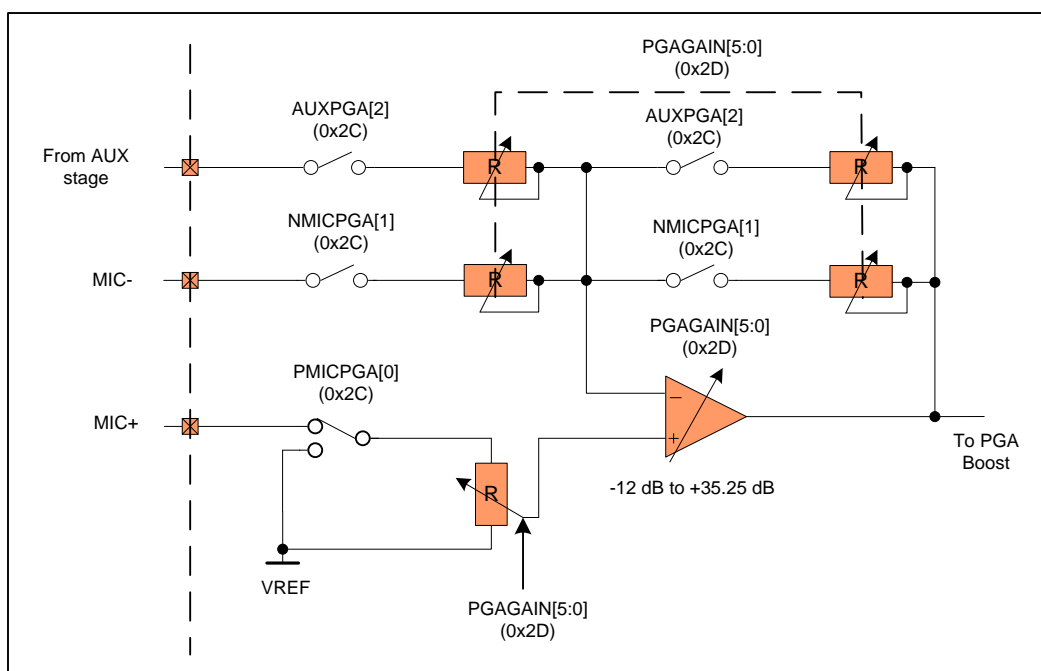 PGAGAIN[5:0]
(0x2D)
AUXPGA[2]
(0x2C)
AUXPGA[2]
(0x2C)
From AUX
stage
R
R
NMICPGA[1]
(0x2C)
NMICPGA[1]
(0x2C)
MIC-
R
R
PGAGAIN[5:0]
(0x2D)
PMICPGA[0]
(0x2C)
MIC+
−
+
To PGA
Boost
R
-12 dB to +35.25 dB
VREF
PGAGAIN[5:0]
(0x2D)